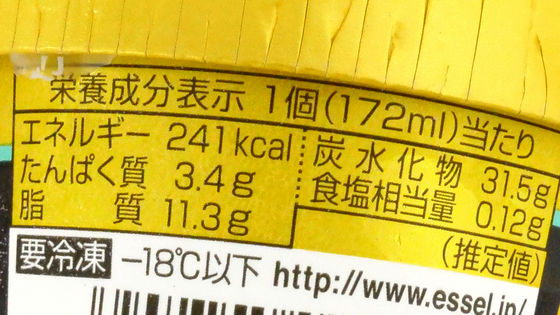 栄養成分表示 1個(172ml)当たり
エネルギー 241kcal
たんぱく質 3.4g
脂質 11.3g
炭水化物 31.5g
食塩相当量 0.12g
(推定値)
要冷凍 -18℃以下 http://www.essel.jp/